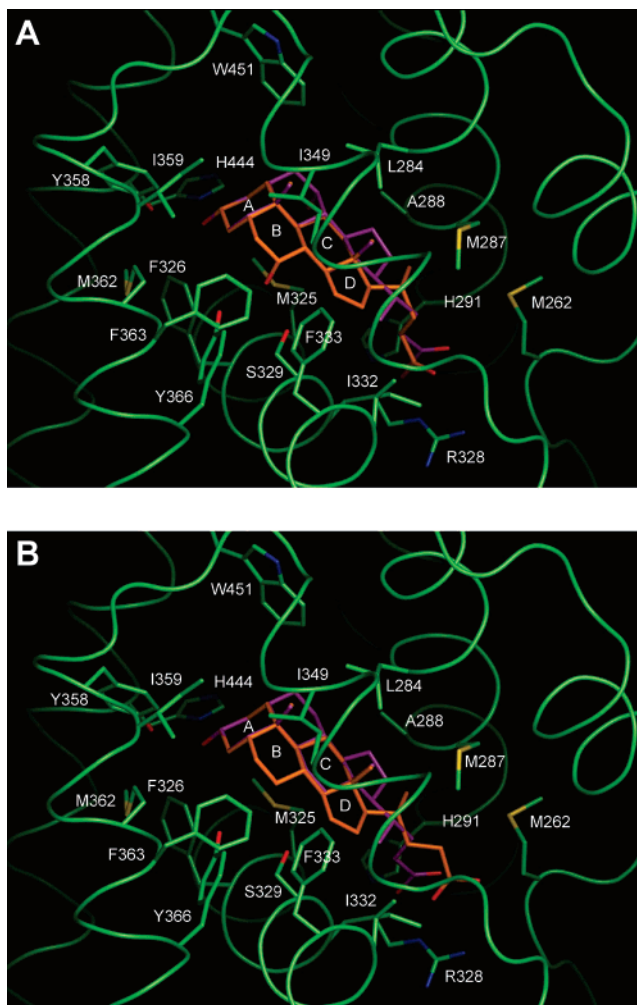 A
W451
I359 H444 I349 L284
Y358
A A288
B C M287
F326
M362 D
M325 H291 M262
F363 F333
S329
Y366 I332
R328
B
W451
I359 H444 I349 L284
Y358
A A288
B C M287
F326 D
M362
M325 H291 M262
F363 F333
S329
Y366 I332
R328